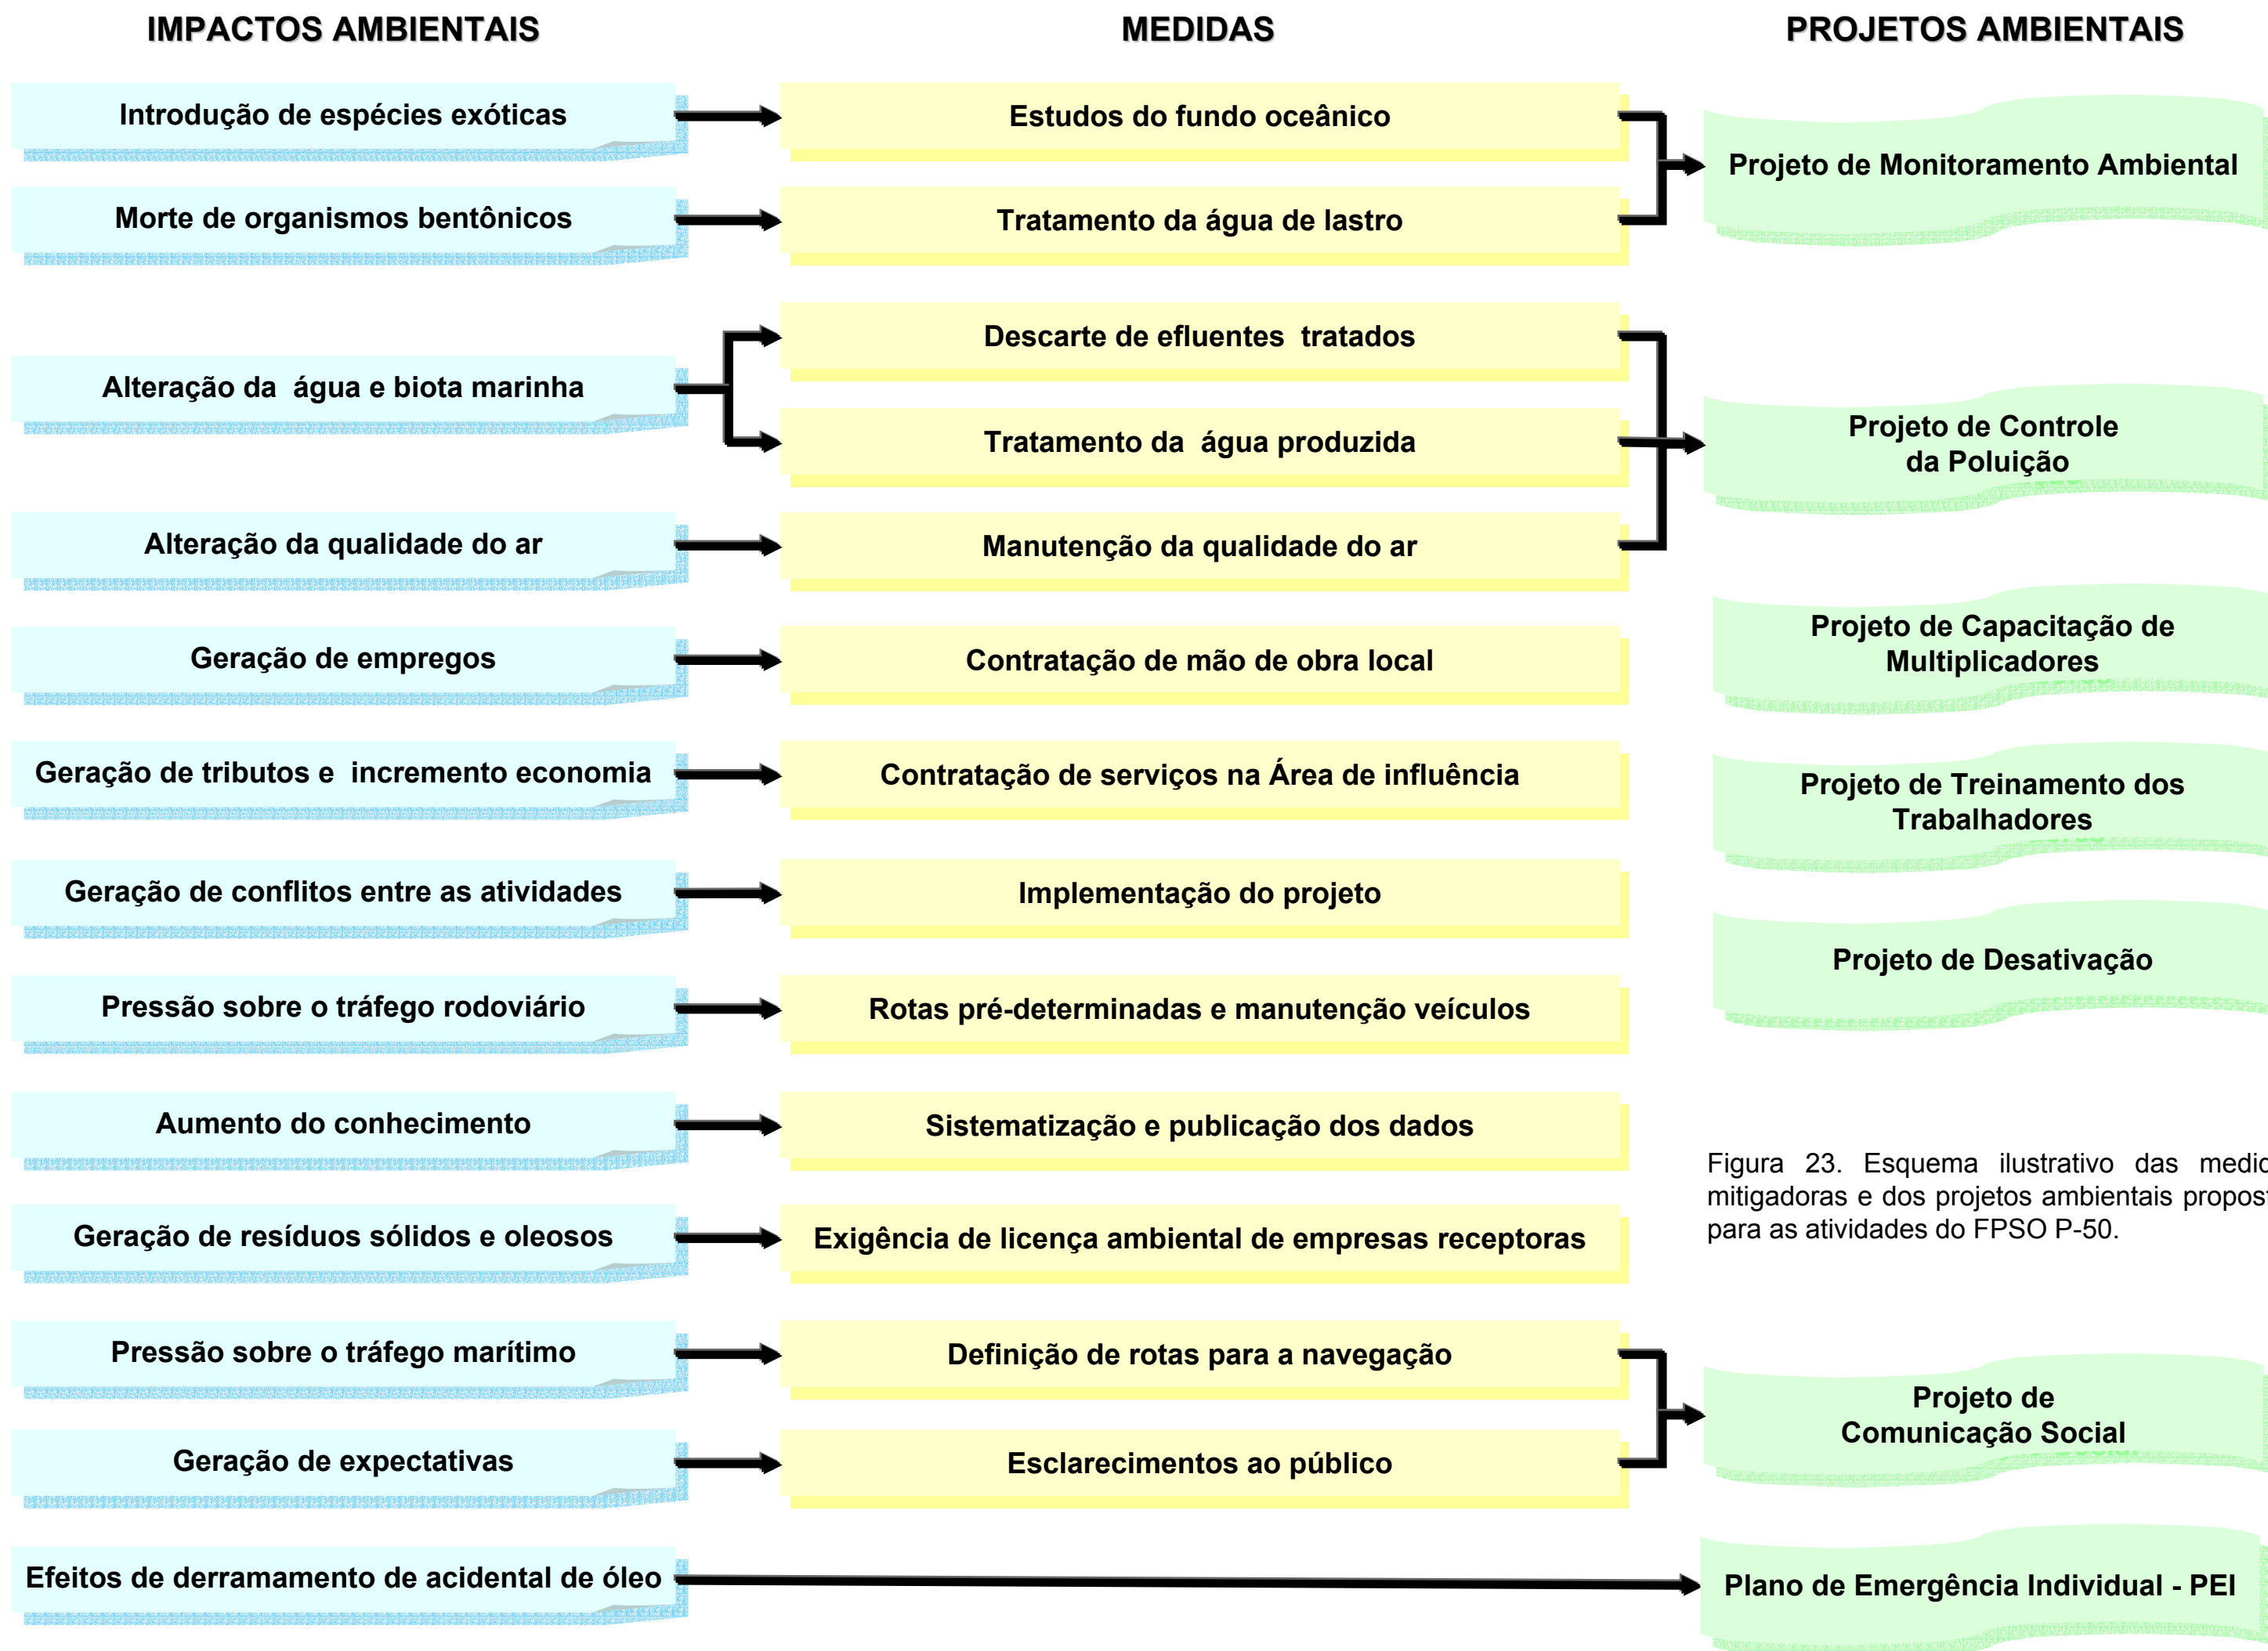 IMPACTOS AMBIENTAIS
MEDIDAS
PROJETOS AMBIENTAIS
Introdução de espécies exóticas
Estudos do fundo oceânico
Projeto de Monitoramento Ambiental
Morte de organismos bentônicos
Tratamento da água de lastro
Descarte de efluentes tratados
Alteração da água e biota marinha
Tratamento da água produzida
Projeto de Controle
da Poluição
Alteração da qualidade do ar
Manutenção da qualidade do ar
Geração de empregos
Contratação de mão de obra local
Projeto de Capacitação de
Multiplicadores
Geração de tributos e incremento economia
Contratação de serviços na Área de influência
Projeto de Treinamento dos
Trabalhadores
Geração de conflitos entre as atividades
Implementação do projeto
Projeto de Desativação
Pressão sobre o tráfego rodoviário
Rotas pré-determinadas e manutenção veículos
Aumento do conhecimento
Sistematização e publicação dos dados
Figura 23. Esquema ilustrativo das medid
mitigadoras e dos projetos ambientais propost
para as atividades do FPSO P-50.
Geração de resíduos sólidos e oleosos
Exigência de licença ambiental de empresas receptoras
Pressão sobre o tráfego marítimo
Definição de rotas para a navegação
Projeto de
Comunicação Social
Geração de expectativas
Esclarecimentos ao público
Efeitos de derramamento de acidental de óleo
Plano de Emergência Individual - PEI